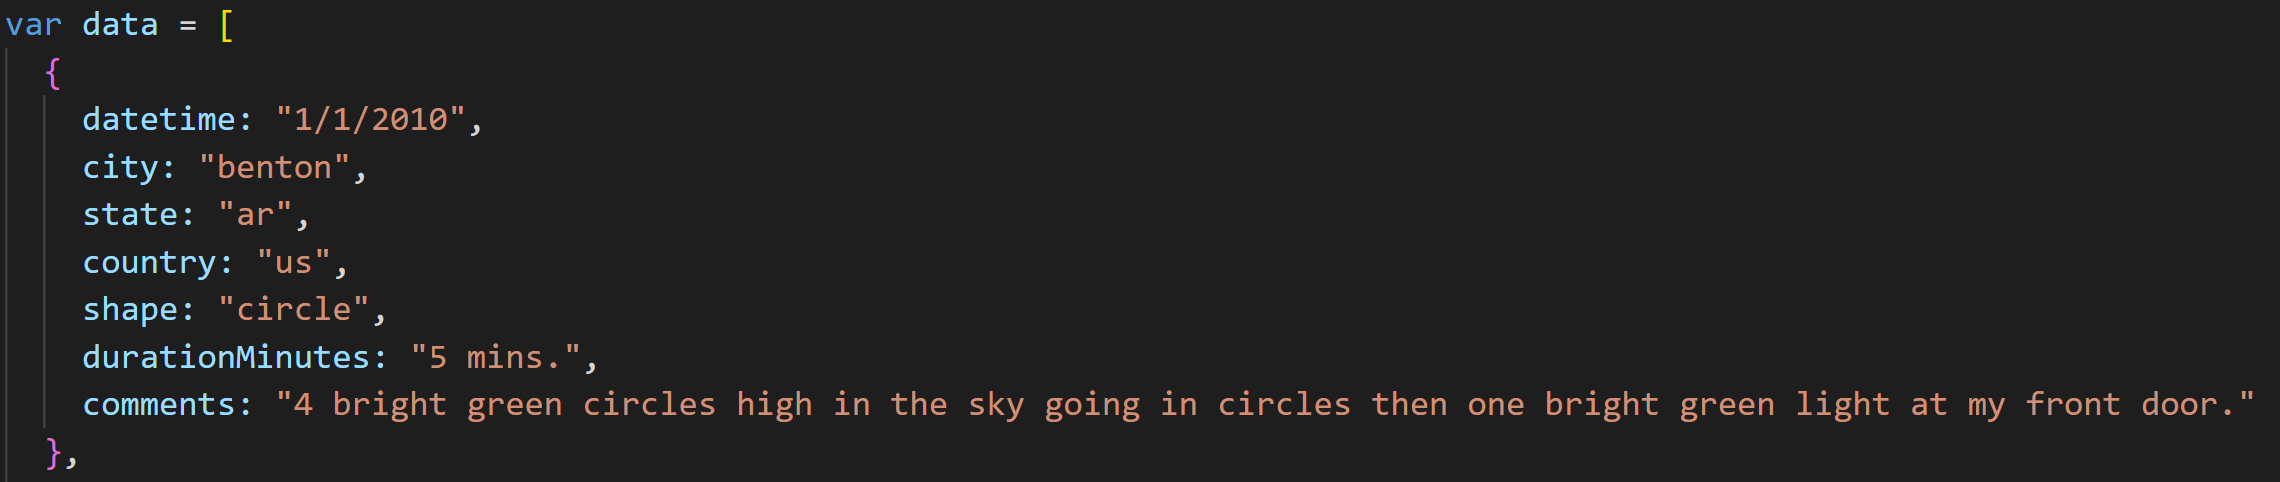 var data = [
  {
    datetime: "1/1/2010",
    city: "benton",
    state: "ar",
    country: "us",
    shape: "circle",
    durationMinutes: "5 mins.",
    comments: "4 bright green circles high in the sky going in circles then one bright green light at my front door."
  },